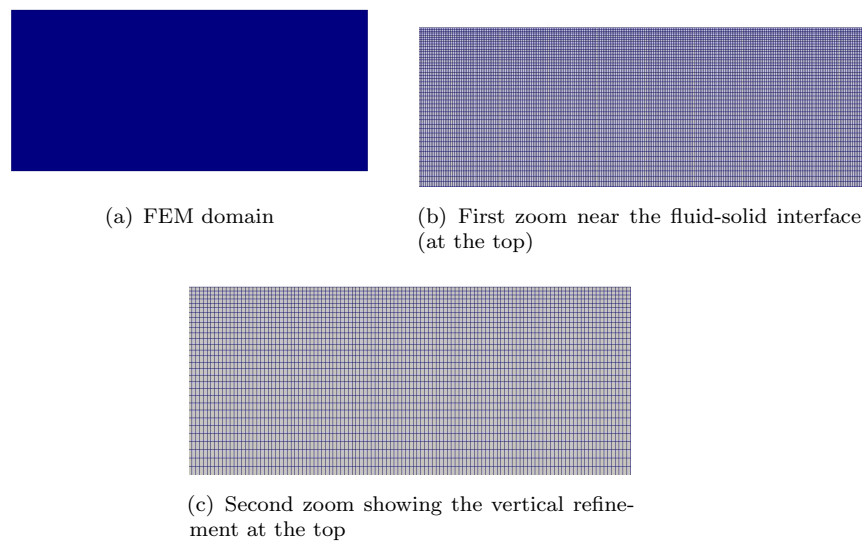 (a) FEM domain
(b) First zoom near the fluid-solid interface
(at the top)
(c) Second zoom showing the vertical refine-
ment at the top